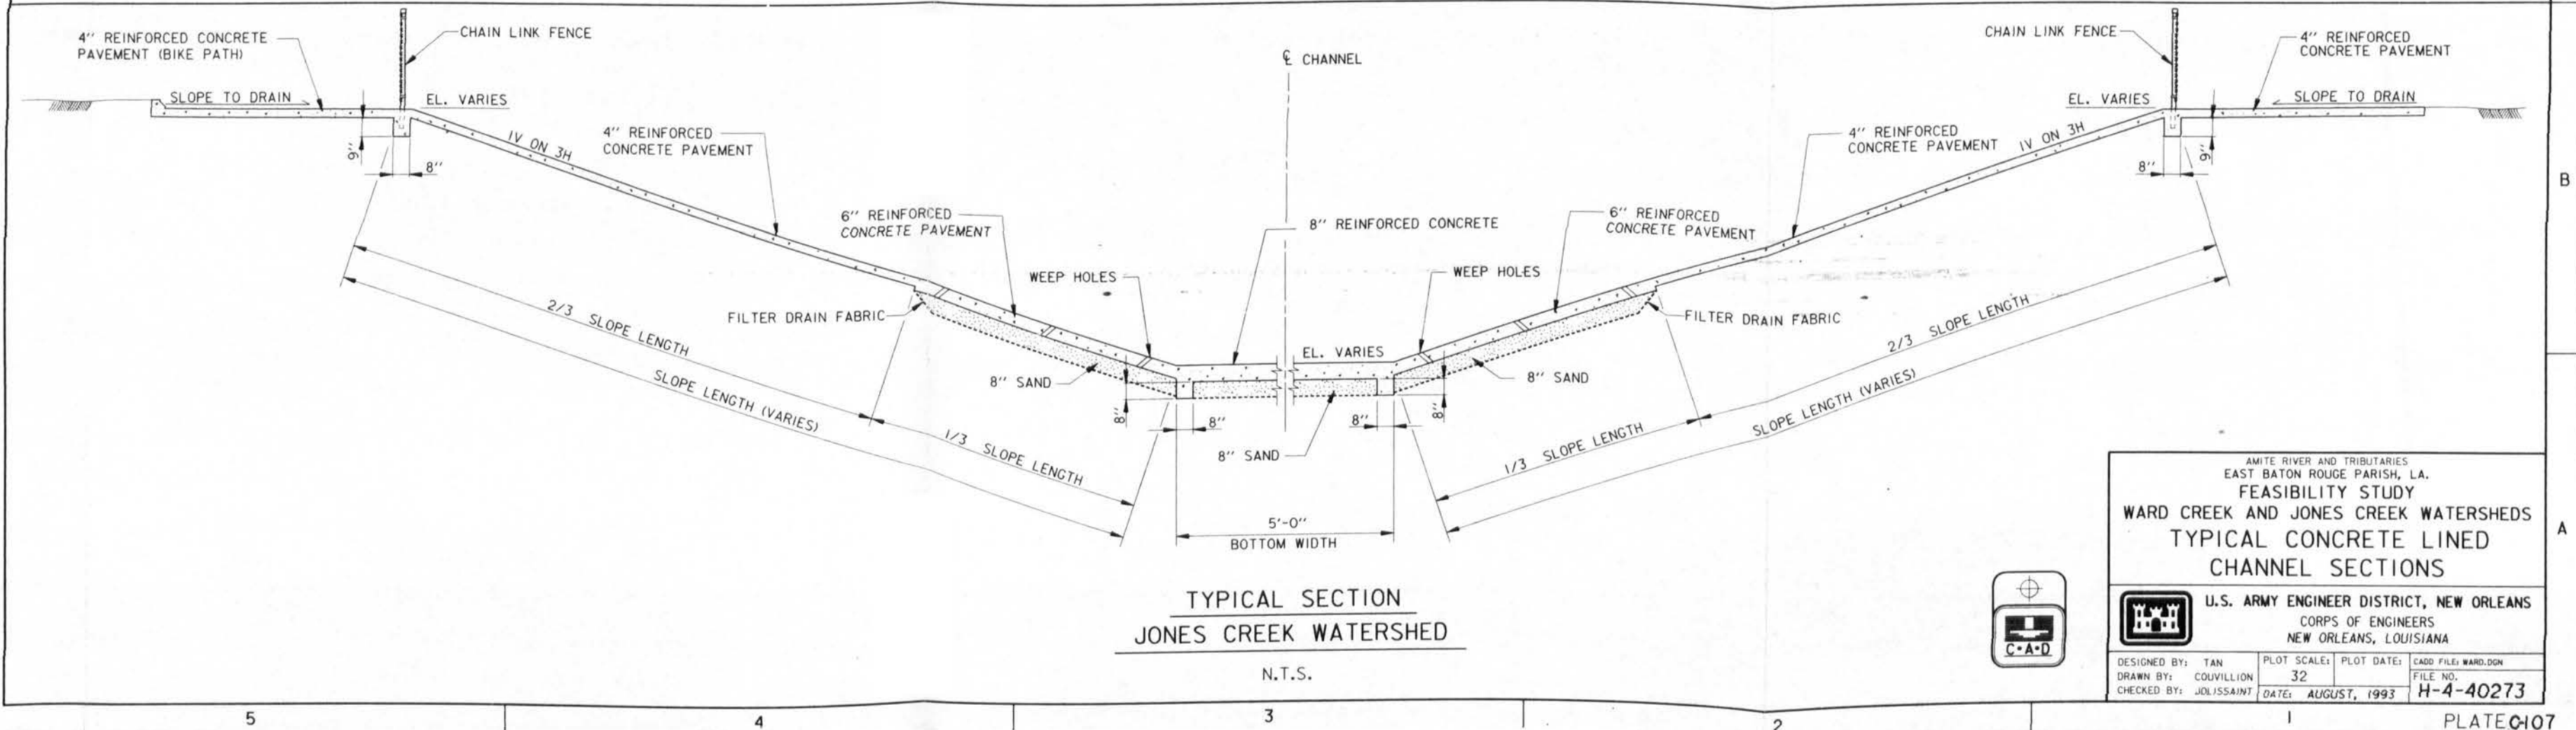 4" REINFORCED CONCRETE
PAVEMENT (BIKE PATH)
CHAIN LINK FENCE
℄ CHANNEL
CHAIN LINK FENCE
4" REINFORCED
CONCRETE PAVEMENT
SLOPE TO DRAIN
EL. VARIES
EL. VARIES
SLOPE TO DRAIN
9"
8"
1V ON 3H
4" REINFORCED
CONCRETE PAVEMENT
4" REINFORCED
CONCRETE PAVEMENT
1V ON 3H
8"
9"
B
6" REINFORCED
CONCRETE PAVEMENT
8" REINFORCED CONCRETE
6" REINFORCED
CONCRETE PAVEMENT
WEEP HOLES
WEEP HOLES
FILTER DRAIN FABRIC
FILTER DRAIN FABRIC
2/3 SLOPE LENGTH
2/3 SLOPE LENGTH
EL. VARIES
8" SAND
8" SAND
SLOPE LENGTH (VARIES)
SLOPE LENGTH (VARIES)
8"
8"
8"
8"
8" SAND
1/3 SLOPE LENGTH
1/3 SLOPE LENGTH
5'-0"
BOTTOM WIDTH
TYPICAL SECTION
JONES CREEK WATERSHED
N.T.S.
C•A•D
AMITE RIVER AND TRIBUTARIES
EAST BATON ROUGE PARISH, LA.
FEASIBILITY STUDY
WARD CREEK AND JONES CREEK WATERSHEDS
TYPICAL CONCRETE LINED
CHANNEL SECTIONS
A
U.S. ARMY ENGINEER DISTRICT, NEW ORLEANS
CORPS OF ENGINEERS
NEW ORLEANS, LOUISIANA
DESIGNED BY: TAN
DRAWN BY: COUVILLION
CHECKED BY: JOLISSAINT
PLOT SCALE:
32
PLOT DATE:
DATE: AUGUST, 1993
CADD FILE: WARD.DGN
FILE NO.
H-4-40273
5
4
3
2
1
PLATE C-107